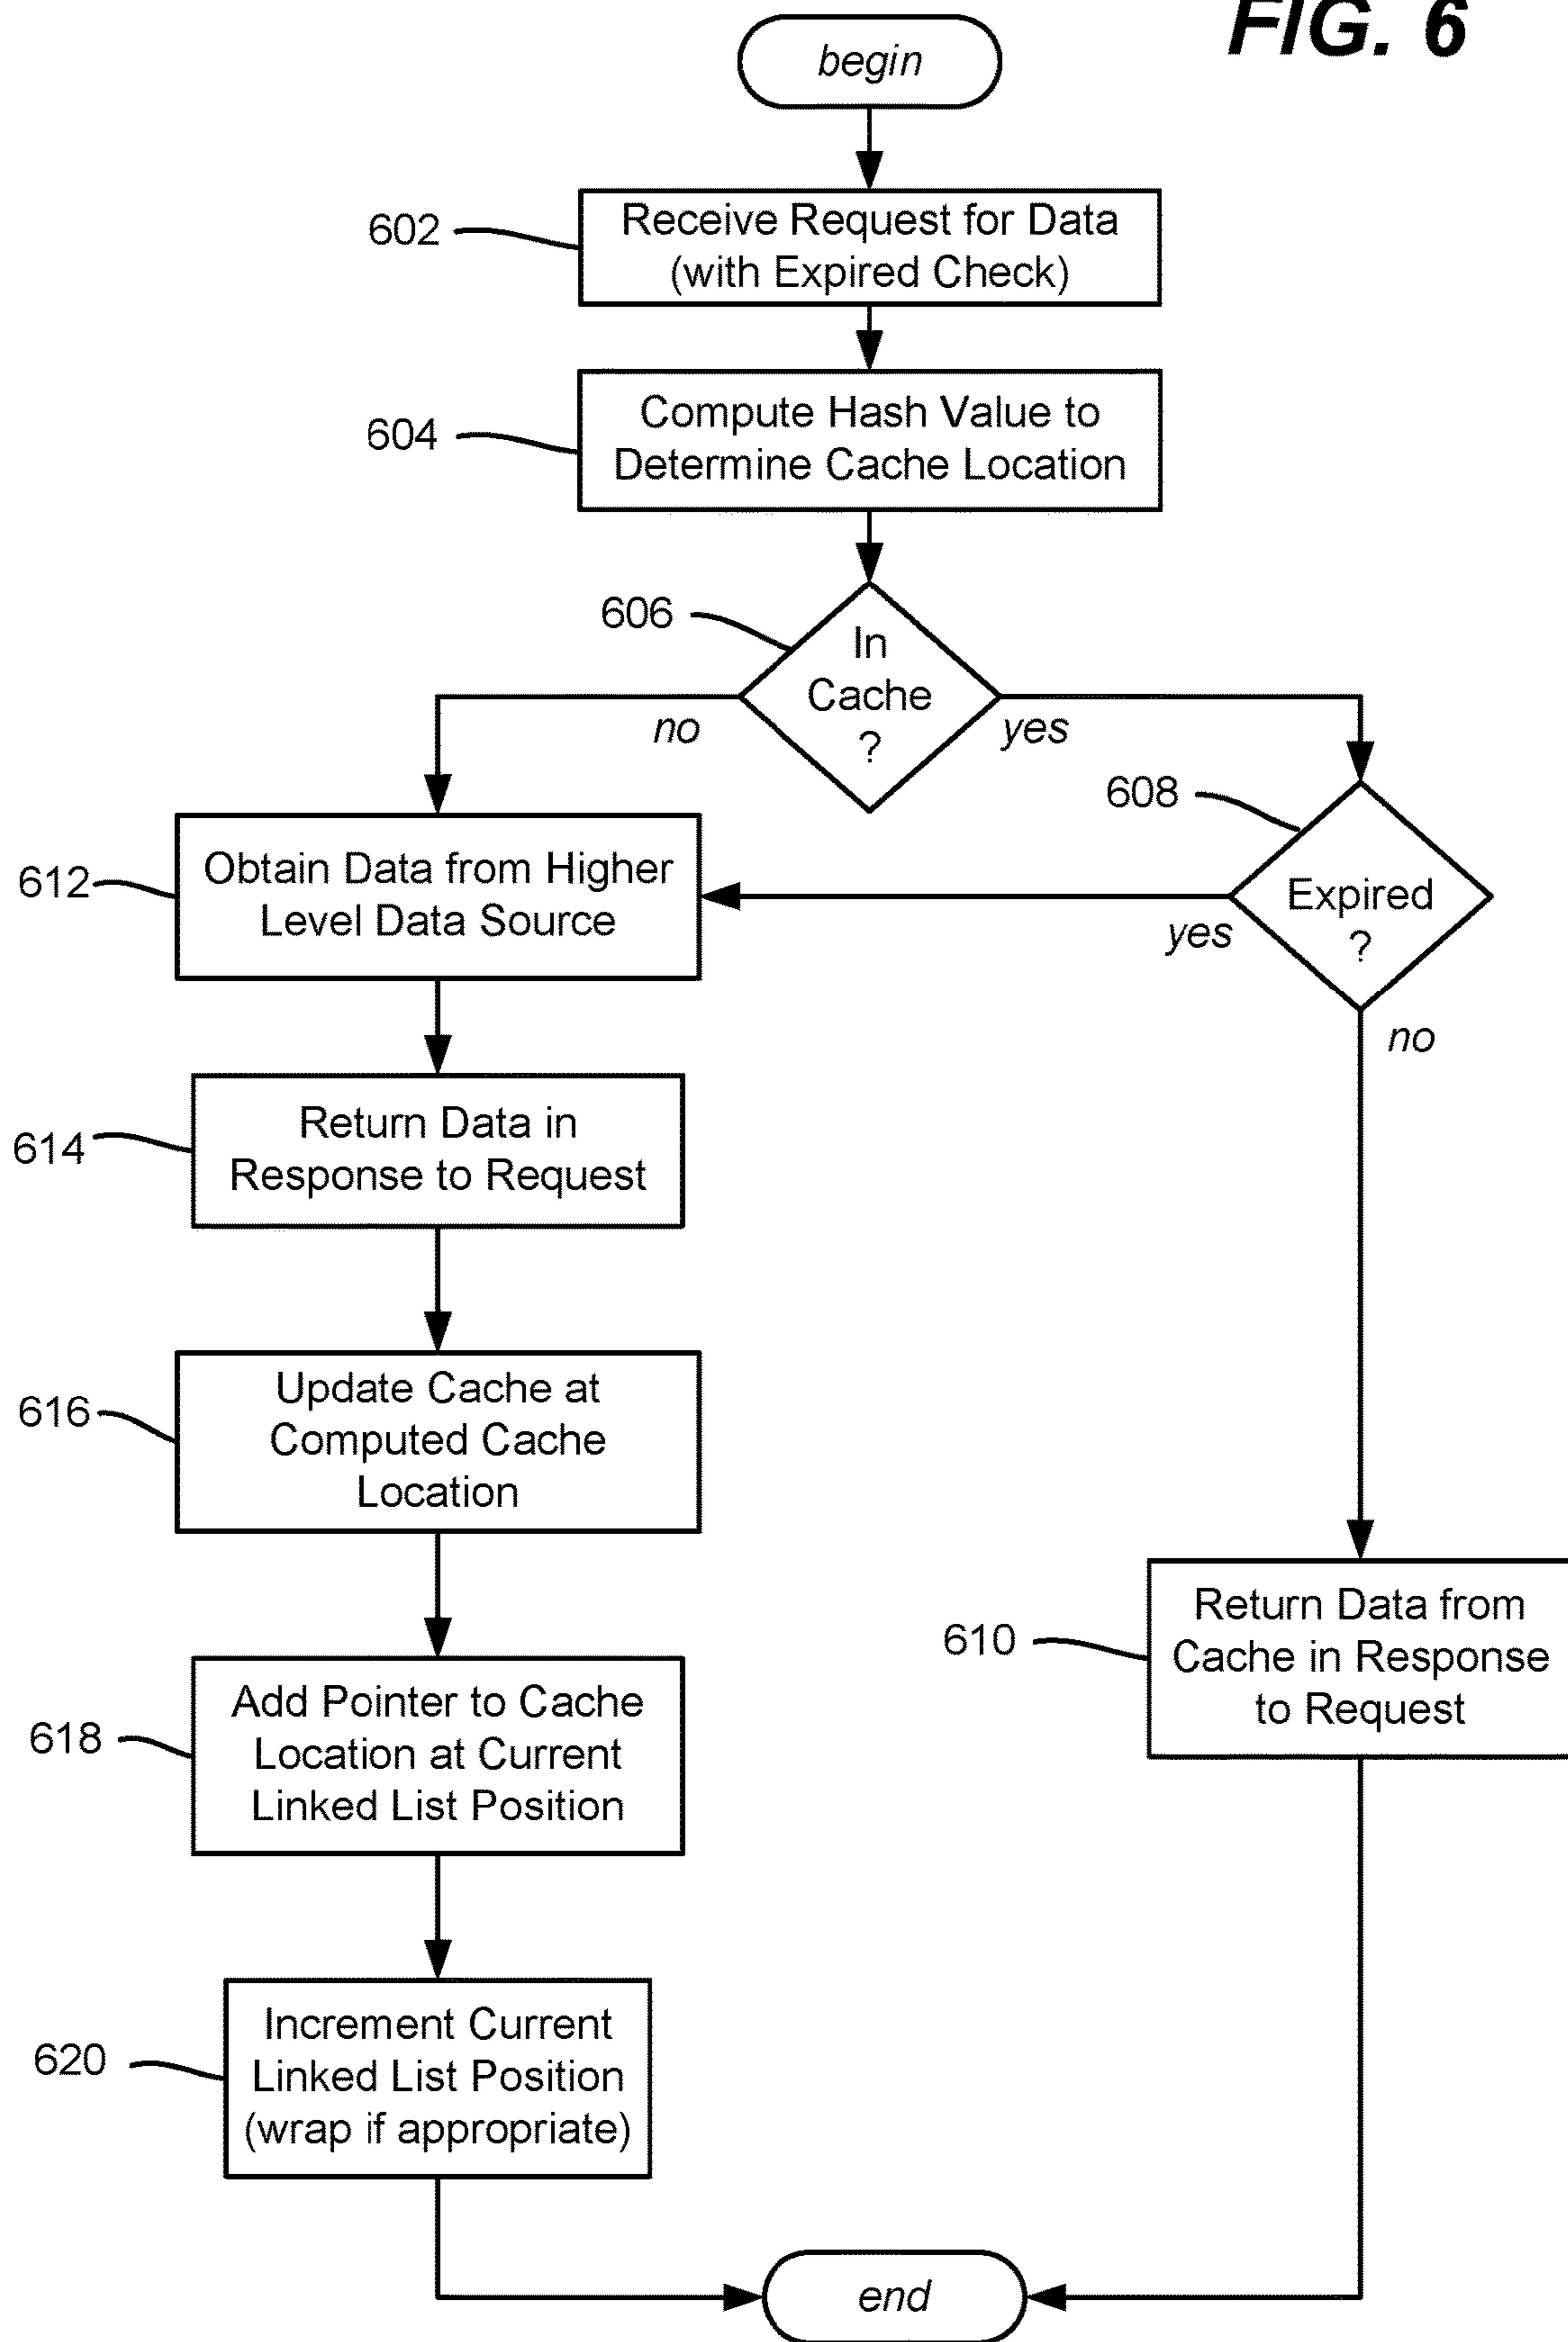 FIG. 6
begin
602
Receive Request for Data
(with Expired Check)
604
Compute Hash Value to
Determine Cache Location
606
In
Cache
?
no
yes
608
Expired
?
yes
no
612
Obtain Data from Higher
Level Data Source
614
Return Data in
Response to Request
616
Update Cache at
Computed Cache
Location
610
Return Data from
Cache in Response
to Request
618
Add Pointer to Cache
Location at Current
Linked List Position
620
Increment Current
Linked List Position
(wrap if appropriate)
end